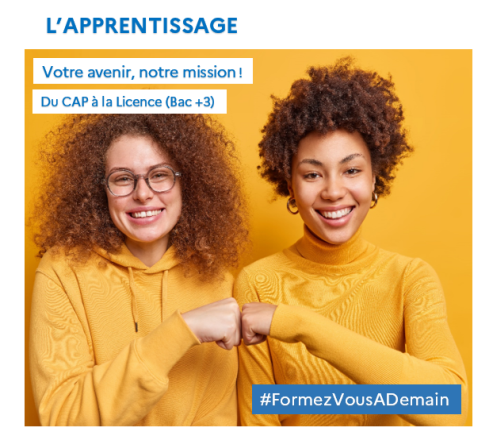 L'APPRENTISSAGE
Votre avenir, notre mission !
Du CAP à la Licence (Bac +3)
#FormezVousADemain